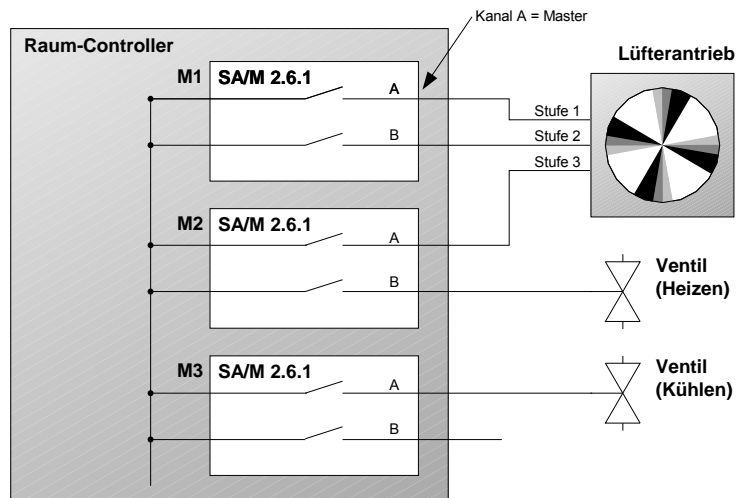 Kanal A = Master
Raum-Controller
Lüfterantrieb
M1 SA/M 2.6.1
A
Stufe 1
B
Stufe 2
Stufe 3
M2 SA/M 2.6.1
A
B
Ventil
(Heizen)
M3 SA/M 2.6.1
A
Ventil
(Kühlen)
B